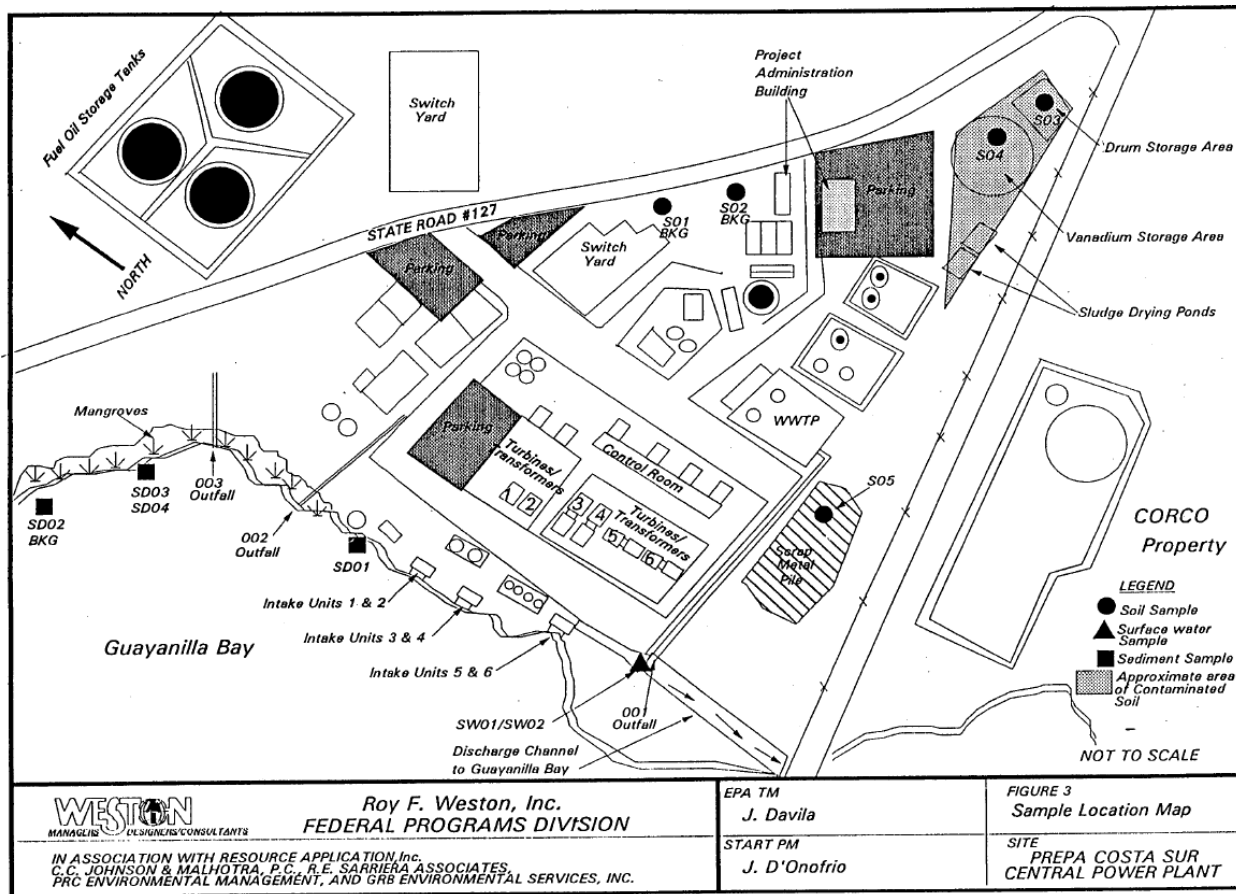 Fuel Oil Storage Tanks
Switch
Yard
Project
Administration
Building
S03
S04
Drum Storage Area
Parking
S01
BKG
S02
BKG
STATE ROAD #127
NORTH
Parking
Switch
Yard
Vanadium Storage Area
Parking
Sludge Drying Ponds
Mangroves
Parking
WWTP
Turbines/
Transformers
1 2
Control Room
3 4
Turbines/
Transformers
5 6
S05
Scrap
Metal
Pile
CORCO
Property
003
Outfall
SD03
SD04
SD02
BKG
002
Outfall
SD01
LEGEND
Soil Sample
Surface water
Sample
Sediment Sample
Approximate area
of Contaminated
Soil
Intake Units 1 & 2
Intake Units 3 & 4
Guayanilla Bay
Intake Units 5 & 6
SW01/SW02
001
Outfall
Discharge Channel
to Guayanilla Bay
NOT TO SCALE
WESTON
MANAGERS DESIGNERS/CONSULTANTS
Roy F. Weston, Inc.
FEDERAL PROGRAMS DIVISION
IN ASSOCIATION WITH RESOURCE APPLICATION,Inc.
C.C. JOHNSON & MALHOTRA, P.C., R.E. SARRIERA ASSOCIATES,
PRC ENVIRONMENTAL MANAGEMENT, AND GRB ENVIRONMENTAL SERVICES, INC.
EPA TM
J. Davila
START PM
J. D'Onofrio
FIGURE 3
Sample Location Map
SITE
PREPA COSTA SUR
CENTRAL POWER PLANT